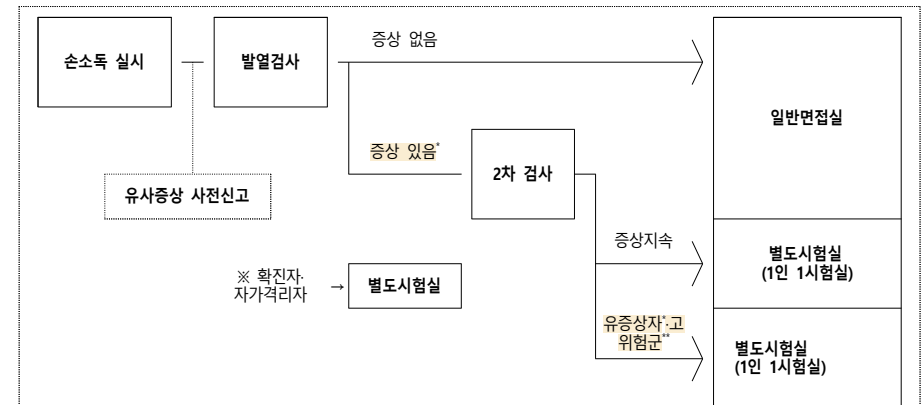 손소독 실시
발열검사
증상 없음
일반면접실
증상 있음*
2차 검사
유사증상 사전신고
증상지속
별도시험실
(1인 1시험실)
※ 확진자·
자가격리자
→
별도시험실
유증상자*·고
위험군**
별도시험실
(1인 1시험실)